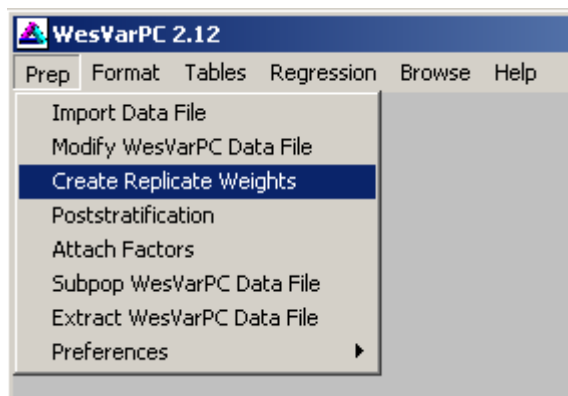 WesVarPC 2.12
Prep Format Tables Regression Browse Help
Import Data File
Modify WesVarPC Data File
Create Replicate Weights
Poststratification
Attach Factors
Subpop WesVarPC Data File
Extract WesVarPC Data File
Preferences